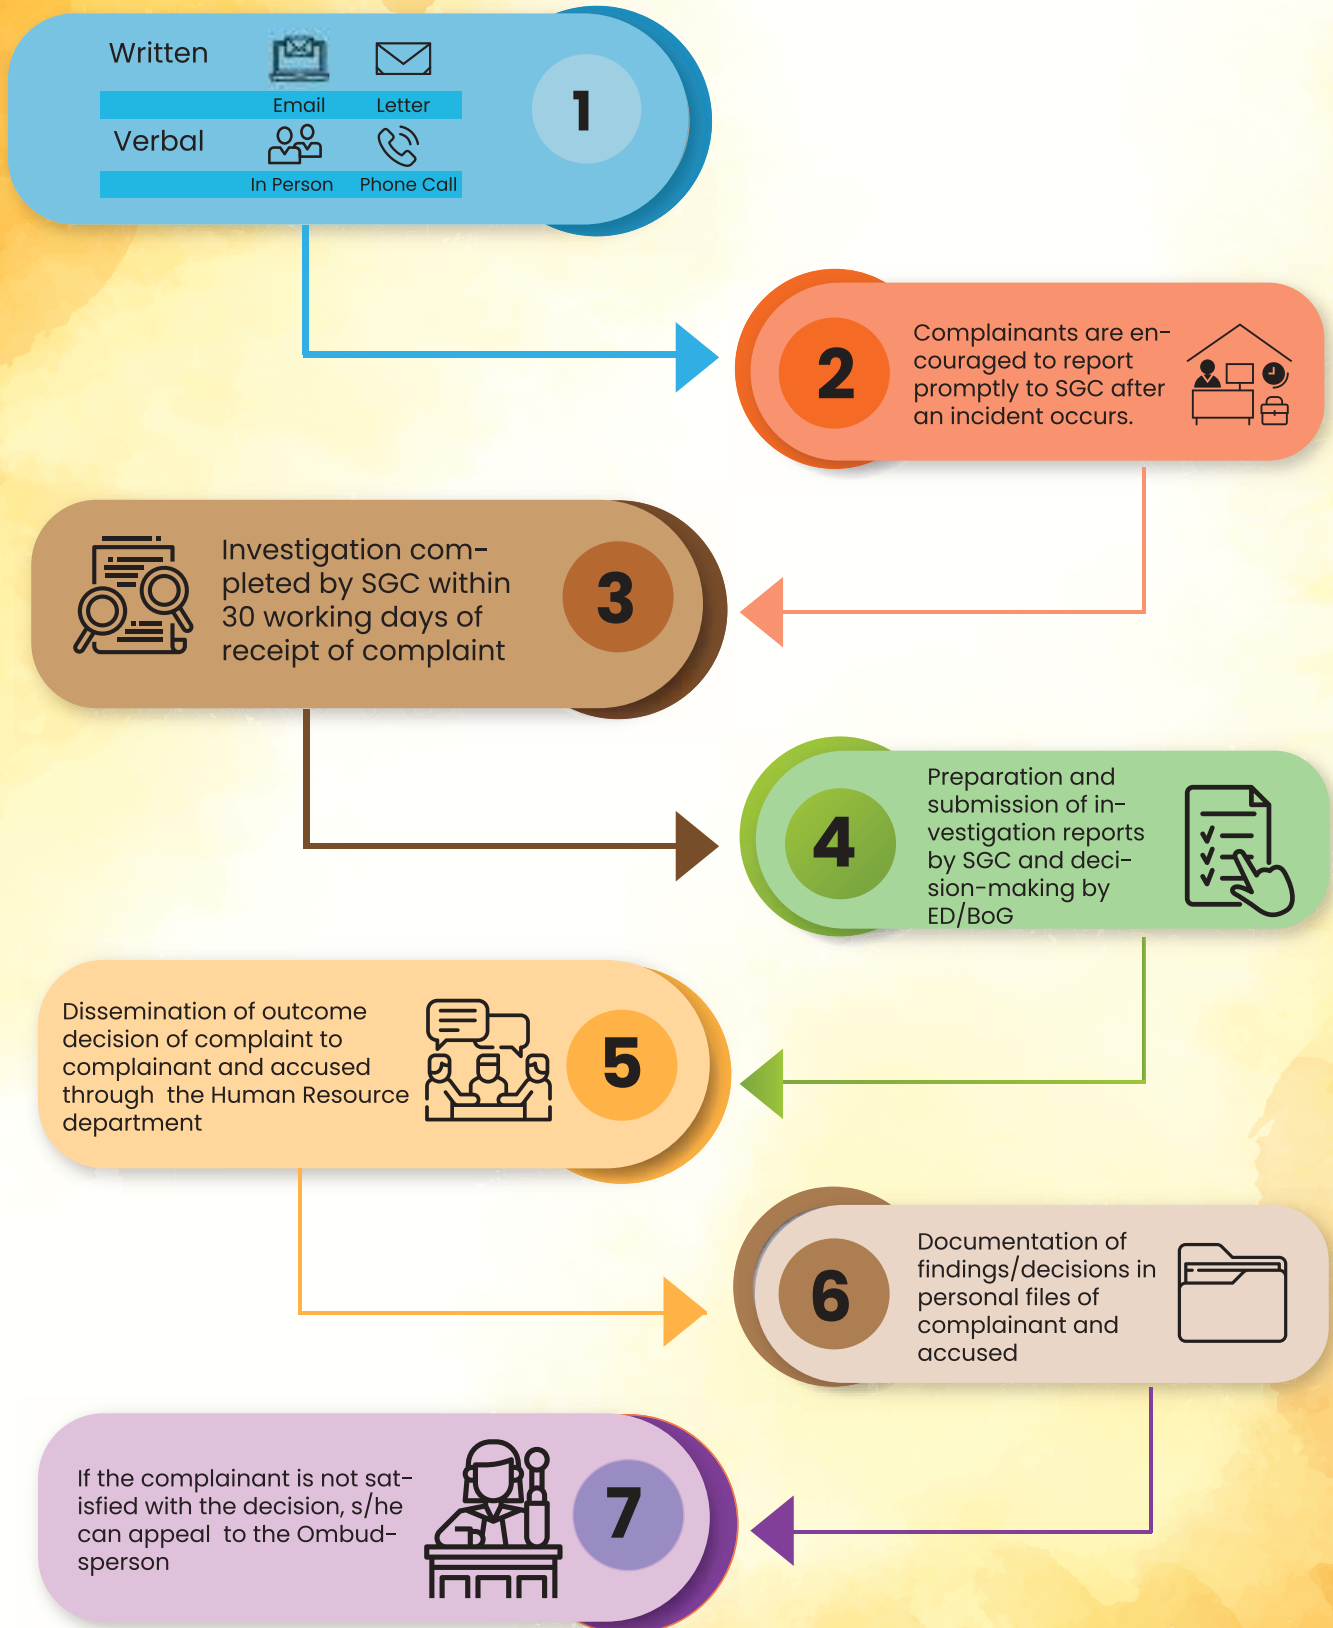 Written
Email Letter
Verbal
In Person Phone Call
1
2
Complainants are en-
couraged to report
promptly to SGC after
an incident occurs.
Investigation com-
pleted by SGC within
30 working days of
receipt of complaint
3
4
Preparation and
submission of in-
vestigation reports
by SGC and deci-
sion-making by
ED/BoG
Dissemination of outcome
decision of complaint to
complainant and accused
through  the Human Resource
department
5
6
Documentation of
findings/decisions in
personal files of
complainant and
accused
If the complainant is not sat-
isfied with the decision, s/he
can appeal  to the Ombud-
sperson
7